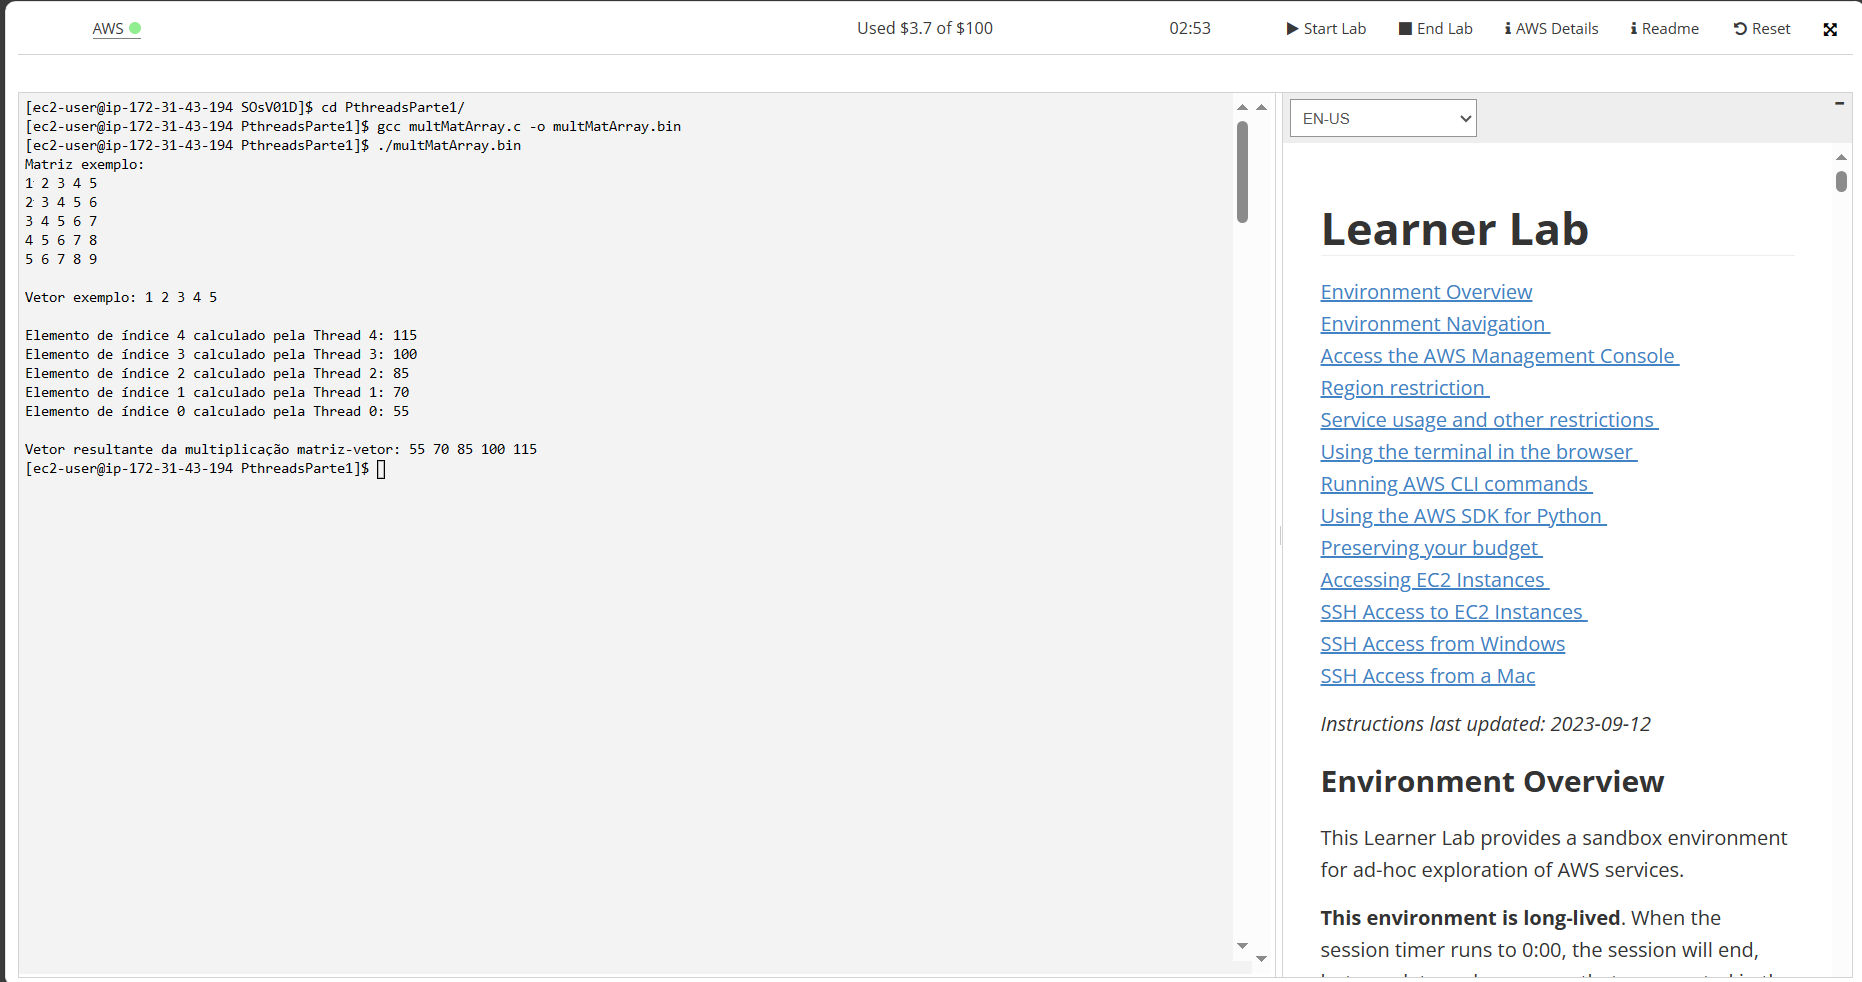 AWS
Used $3.7 of $100
02:53
Start Lab
End Lab
AWS Details
Readme
Reset
[ec2-user@ip-172-31-43-194 SOsV01D]$ cd PthreadsParte1/
[ec2-user@ip-172-31-43-194 PthreadsParte1]$ gcc multMatArray.c -o multMatArray.bin
[ec2-user@ip-172-31-43-194 PthreadsParte1]$ ./multMatArray.bin
Matriz exemplo:
1 2 3 4 5
2 3 4 5 6
3 4 5 6 7
4 5 6 7 8
5 6 7 8 9
Vetor exemplo: 1 2 3 4 5
Elemento de índice 4 calculado pela Thread 4: 115
Elemento de índice 3 calculado pela Thread 3: 100
Elemento de índice 2 calculado pela Thread 2: 85
Elemento de índice 1 calculado pela Thread 1: 70
Elemento de índice 0 calculado pela Thread 0: 55
Vetor resultante da multiplicação matriz-vetor: 55 70 85 100 115
[ec2-user@ip-172-31-43-194 PthreadsParte1]$
EN-US
Learner Lab
Environment Overview
Environment Navigation
Access the AWS Management Console
Region restriction
Service usage and other restrictions
Using the terminal in the browser
Running AWS CLI commands
Using the AWS SDK for Python
Preserving your budget
Accessing EC2 Instances
SSH Access to EC2 Instances
SSH Access from Windows
SSH Access from a Mac
Instructions last updated: 2023-09-12
Environment Overview
This Learner Lab provides a sandbox environment
for ad-hoc exploration of AWS services.
This environment is long-lived. When the
session timer runs to 0:00, the session will end,